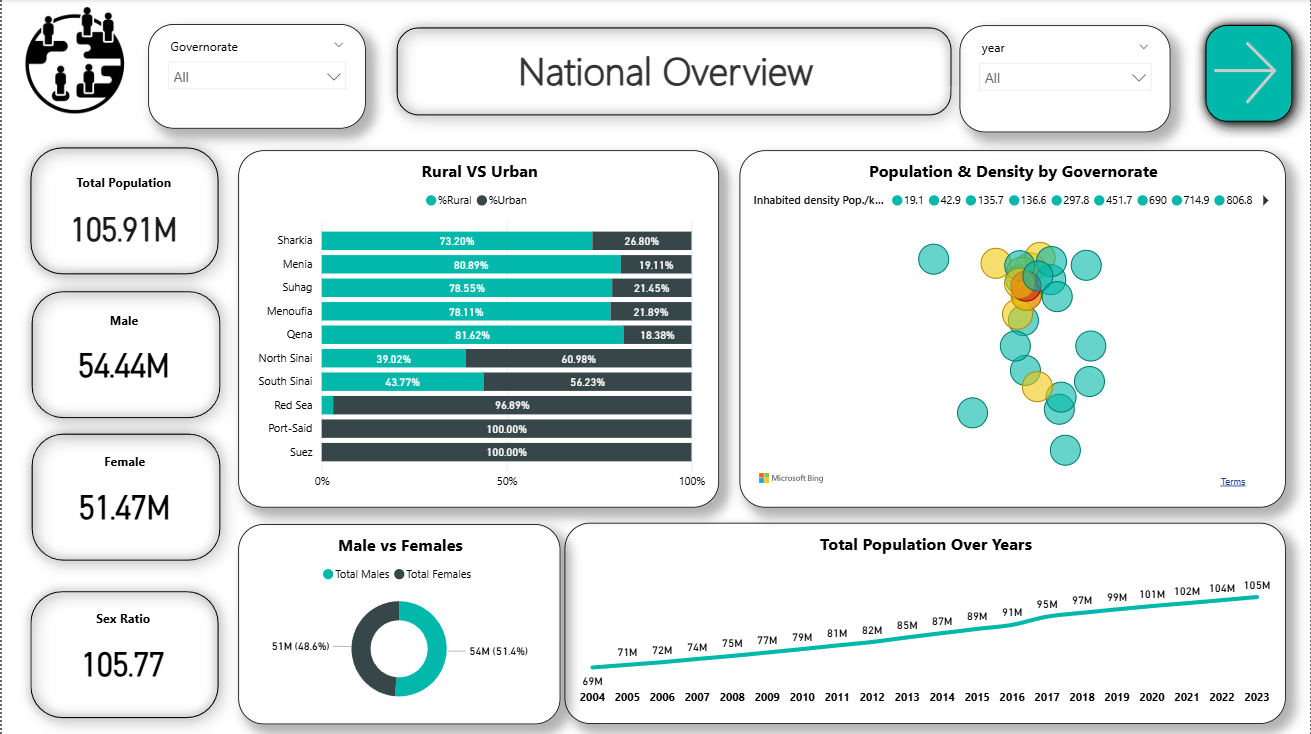 Governorate
All
National Overview
year
All
Total Population
105.91M
Male
54.44M
Female
51.47M
Sex Ratio
105.77
Rural VS Urban
%Rural %Urban
Sharkia 73.20% 26.80%
Menia 80.89% 19.11%
Suhag 78.55% 21.45%
Menoufia 78.11% 21.89%
Qena 81.62% 18.38%
North Sinai 39.02% 60.98%
South Sinai 43.77% 56.23%
Red Sea 96.89%
Port-Said 100.00%
Suez 100.00%
0% 50% 100%
Population & Density by Governorate
Inhabited density Pop./k... 19.1 42.9 135.7 136.6 297.8 451.7 690 714.9 806.8
Microsoft Bing
Terms
Male vs Females
Total Males Total Females
51M (48.6%)
54M (51.4%)
Total Population Over Years
69M 71M 72M 74M 75M 77M 79M 81M 82M 85M 87M 89M 91M 95M 97M 99M 101M 102M 104M 105M
2004 2005 2006 2007 2008 2009 2010 2011 2012 2013 2014 2015 2016 2017 2018 2019 2020 2021 2022 2023